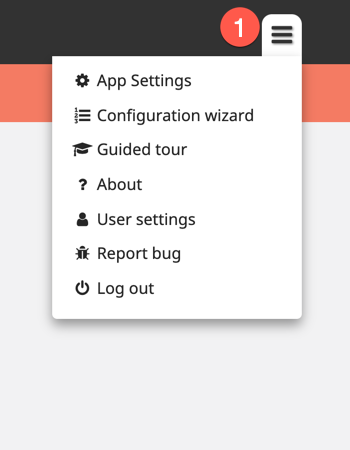 1
App Settings
Configuration wizard
Guided tour
? About
User settings
Report bug
Log out